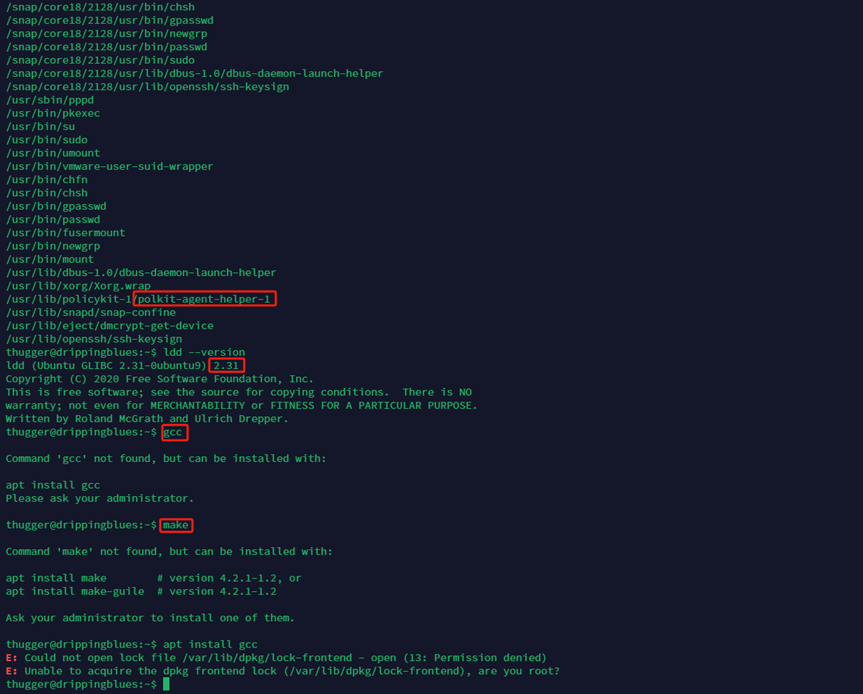 /snap/core18/2128/usr/bin/chsh
/snap/core18/2128/usr/bin/gpasswd
/snap/core18/2128/usr/bin/newgrp
/snap/core18/2128/usr/bin/passwd
/snap/core18/2128/usr/bin/sudo
/snap/core18/2128/usr/lib/dbus-1.0/dbus-daemon-launch-helper
/snap/core18/2128/usr/lib/openssh/ssh-keysign
/usr/sbin/pppd
/usr/bin/pkexec
/usr/bin/su
/usr/bin/sudo
/usr/bin/umount
/usr/bin/vmware-user-suid-wrapper
/usr/bin/chfn
/usr/bin/chsh
/usr/bin/gpasswd
/usr/bin/passwd
/usr/bin/fusermount
/usr/bin/newgrp
/usr/bin/mount
/usr/lib/dbus-1.0/dbus-daemon-launch-helper
/usr/lib/xorg/Xorg.wrap
/usr/lib/policykit-1/polkit-agent-helper-1
/usr/lib/snapd/snap-confine
/usr/lib/eject/dmcrypt-get-device
/usr/lib/openssh/ssh-keysign
thugger@drippingblues:~$ ldd --version
ldd (Ubuntu GLIBC 2.31-0ubuntu9) 2.31
Copyright (C) 2020 Free Software Foundation, Inc.
This is free software; see the source for copying conditions.  There is NO
warranty; not even for MERCHANTABILITY or FITNESS FOR A PARTICULAR PURPOSE.
Written by Roland McGrath and Ulrich Drepper.
thugger@drippingblues:~$ gcc
Command 'gcc' not found, but can be installed with:
apt install gcc
Please ask your administrator.
thugger@drippingblues:~$ make
Command 'make' not found, but can be installed with:
apt install make        # version 4.2.1-1.2, or
apt install make-guile  # version 4.2.1-1.2
Ask your administrator to install one of them.
thugger@drippingblues:~$ apt install gcc
E: Could not open lock file /var/lib/dpkg/lock-frontend - open (13: Permission denied)
E: Unable to acquire the dpkg frontend lock (/var/lib/dpkg/lock-frontend), are you root?
thugger@drippingblues:~$